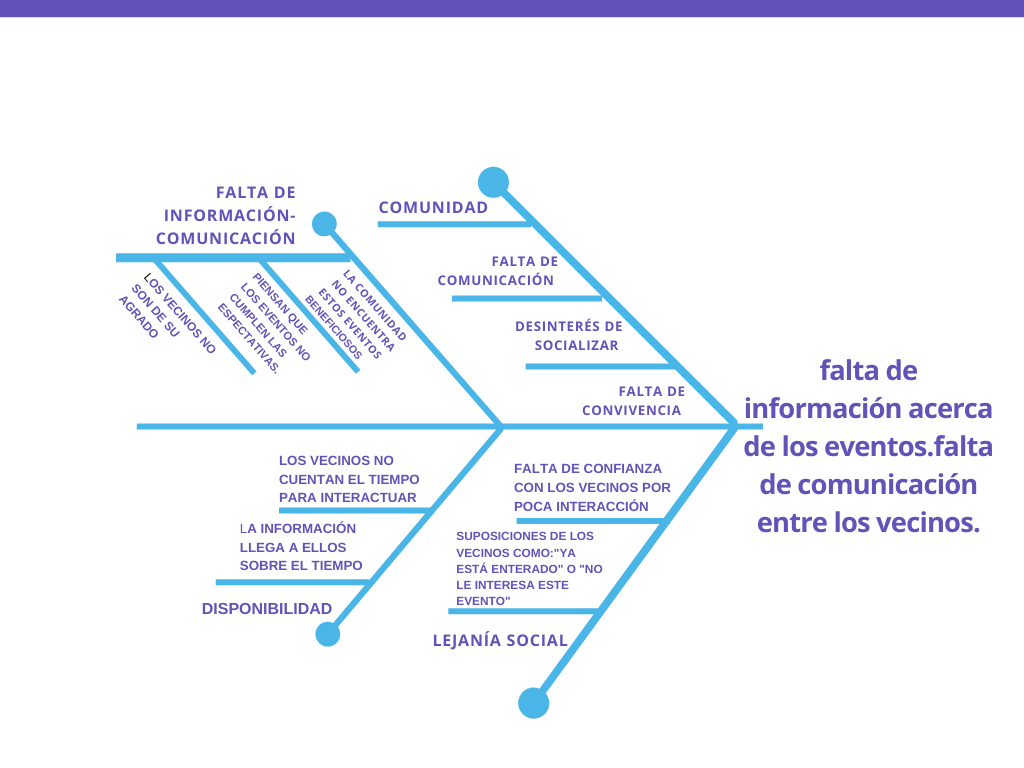 FALTA DE
INFORMACIÓN-
COMUNICACIÓN
LOS VECINOS NO
SON DE SU
AGRADO
PIENSAN QUE
LOS EVENTOS NO
CUMPLEN LAS
ESPECTATIVAS.
LA COMUNIDAD
NO ENCUENTRA
ESTOS EVENTOS
BENEFICIOSOS
COMUNIDAD
FALTA DE
COMUNICACIÓN
DESINTERÉS DE
SOCIALIZAR
FALTA DE
CONVIVENCIA
falta de
información acerca
de los eventos.falta
de comunicación
entre los vecinos.
LOS VECINOS NO
CUENTAN EL TIEMPO
PARA INTERACTUAR
LA INFORMACIÓN
LLEGA A ELLOS
SOBRE EL TIEMPO
DISPONIBILIDAD
FALTA DE CONFIANZA
CON LOS VECINOS POR
POCA INTERACCIÓN
SUPOSICIONES DE LOS
VECINOS COMO:"YA
ESTÁ ENTERADO" O "NO
LE INTERESA ESTE
EVENTO"
LEJANÍA SOCIAL